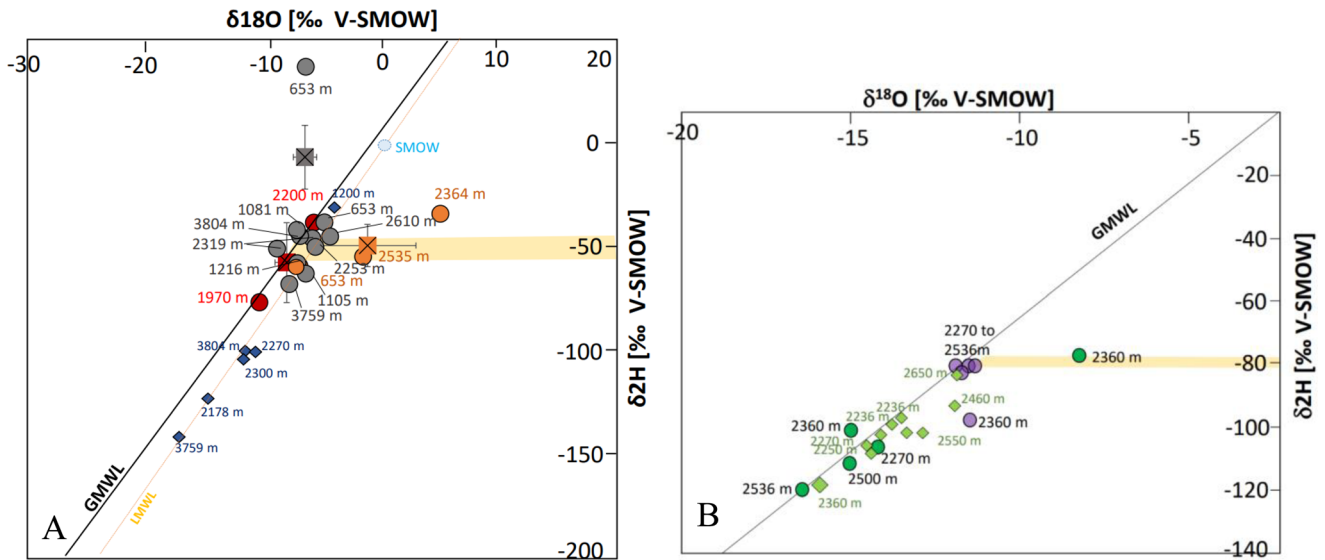 δ18O [‰ V-SMOW]
-30
-20
-10
0
10
20
653 m
0
SMOW
2200 m
1200 m
2364 m
1081 m
653 m
3804 m
2610 m
2319 m
-50
2535 m
1216 m
2253 m
653 m
1970 m
1105 m
3759 m
3804 m
2270 m
-100
2300 m
2178 m
3759 m
-150
GMWL
LMWL
A
-200
δ2H [‰ V-SMOW]
δ18O [‰ V-SMOW]
-20
-15
-10
-5
-20
GMWL
-40
-60
2270 to
2536m
2360 m
-80
2650 m
2460 m
2236 m
2236 m
2360 m
2360 m
-100
2270 m
2550 m
2250 m
2270 m
2500 m
2536 m
2360 m
-120
B
-140
δ2H [‰ V-SMOW]